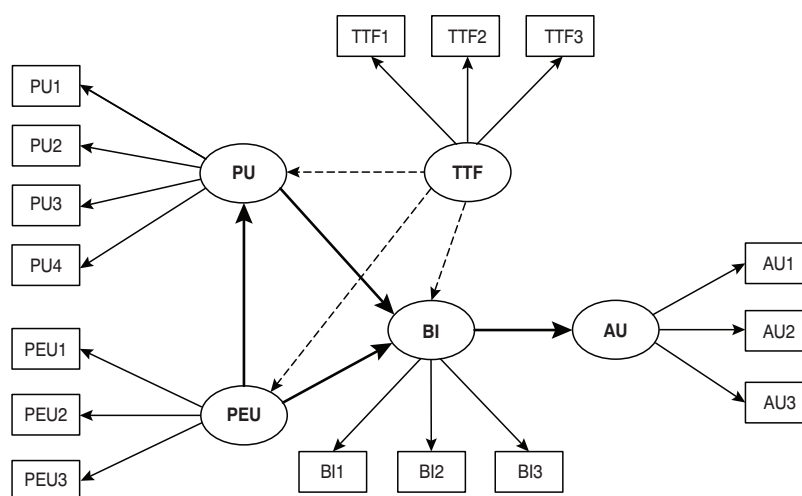 TTF1
TTF2
TTF3
PU1
PU2
PU3
PU4
PU
TTF
PEU1
PEU2
PEU3
PEU
BI
AU
AU1
AU2
AU3
BI1
BI2
BI3